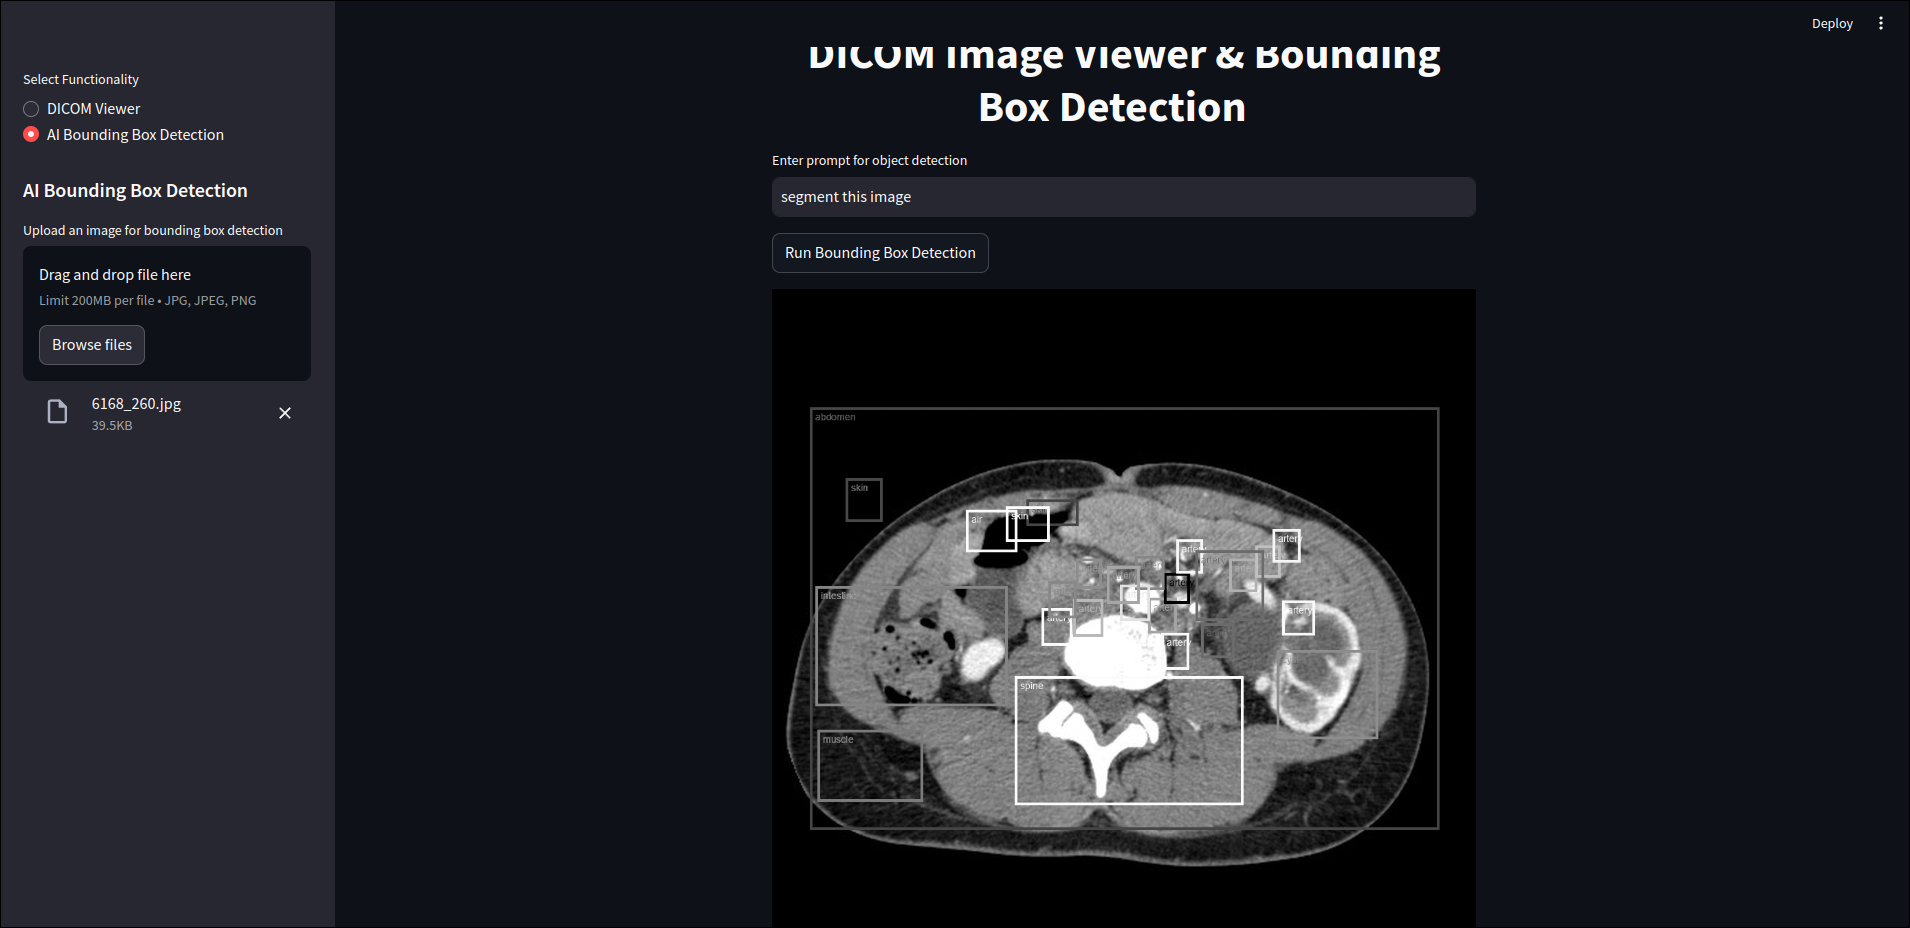 Deploy
Select Functionality
DICOM Viewer
AI Bounding Box Detection
AI Bounding Box Detection
Upload an image for bounding box detection
Drag and drop file here
Limit 200MB per file • JPG, JPEG, PNG
Browse files
6168_260.jpg
39.5KB
DICOM Image Viewer & Bounding
Box Detection
Enter prompt for object detection
segment this image
Run Bounding Box Detection
abdomen
skin
air
skin
artery
artery
artery
artery
intestin
artery
artery
artery
artery
spine
muscle